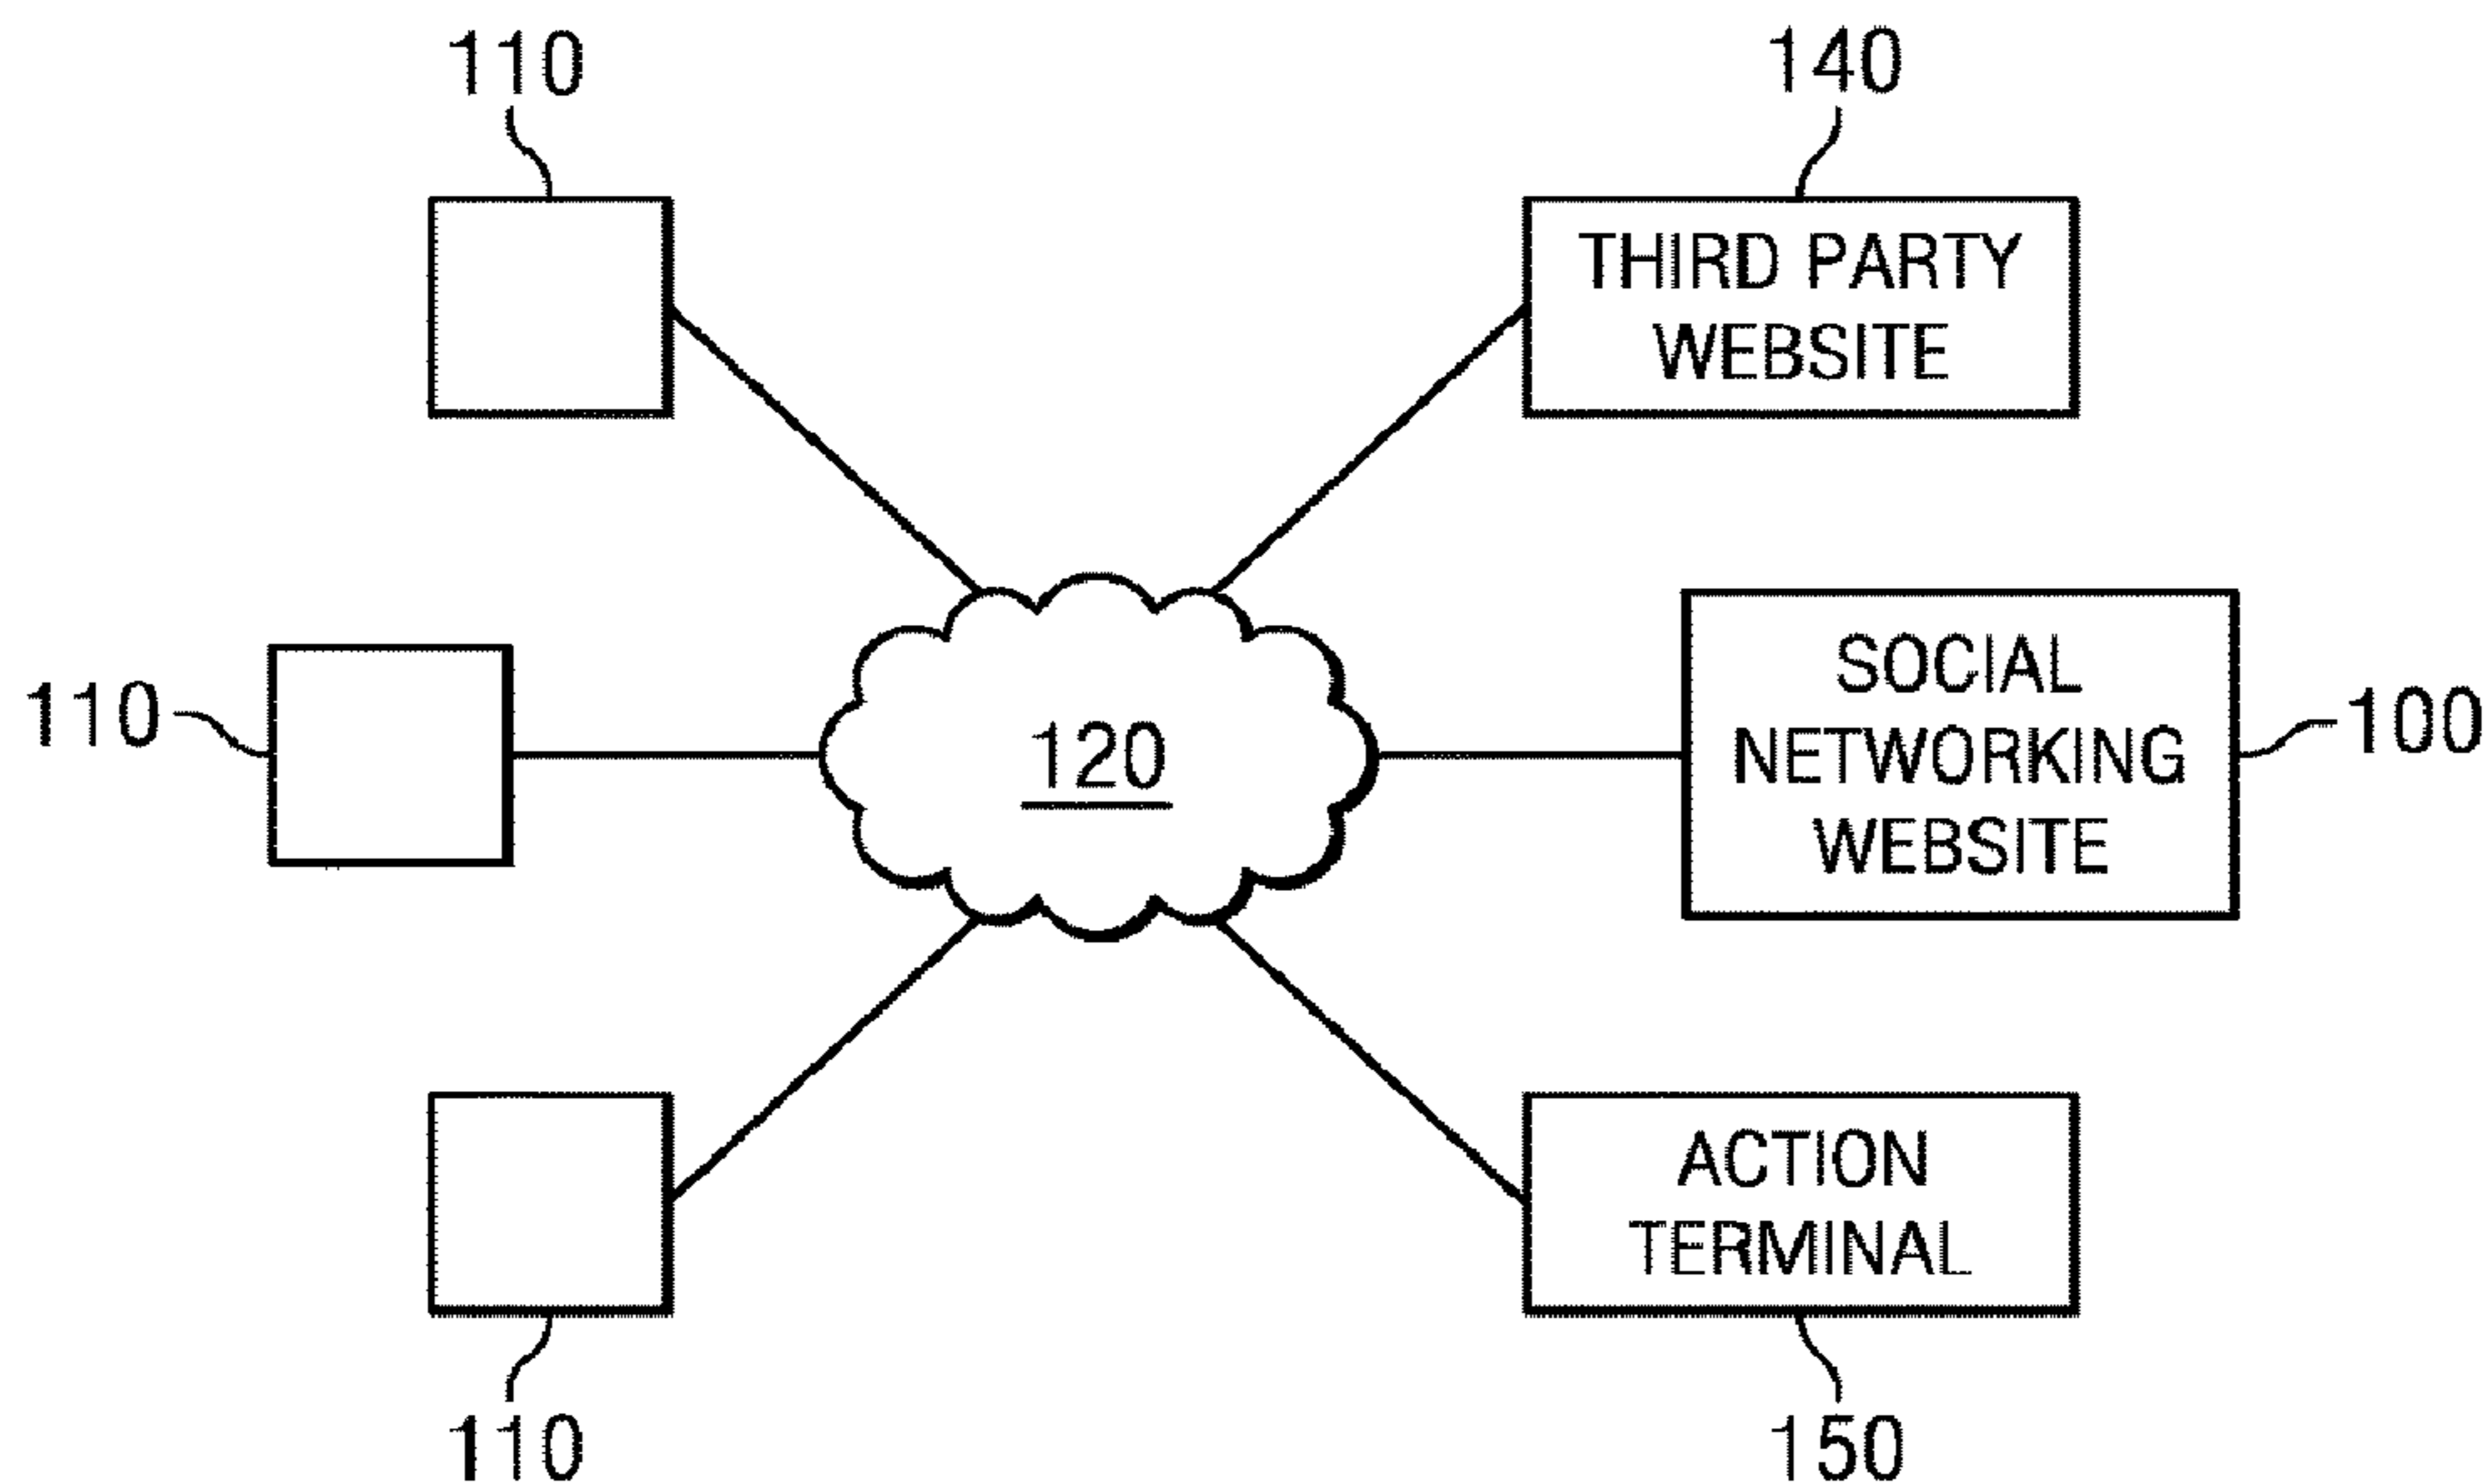 110
140
THIRD PARTY
WEBSITE
110
120
SOCIAL
NETWORKING
WEBSITE
100
ACTION
TERMINAL
110
150